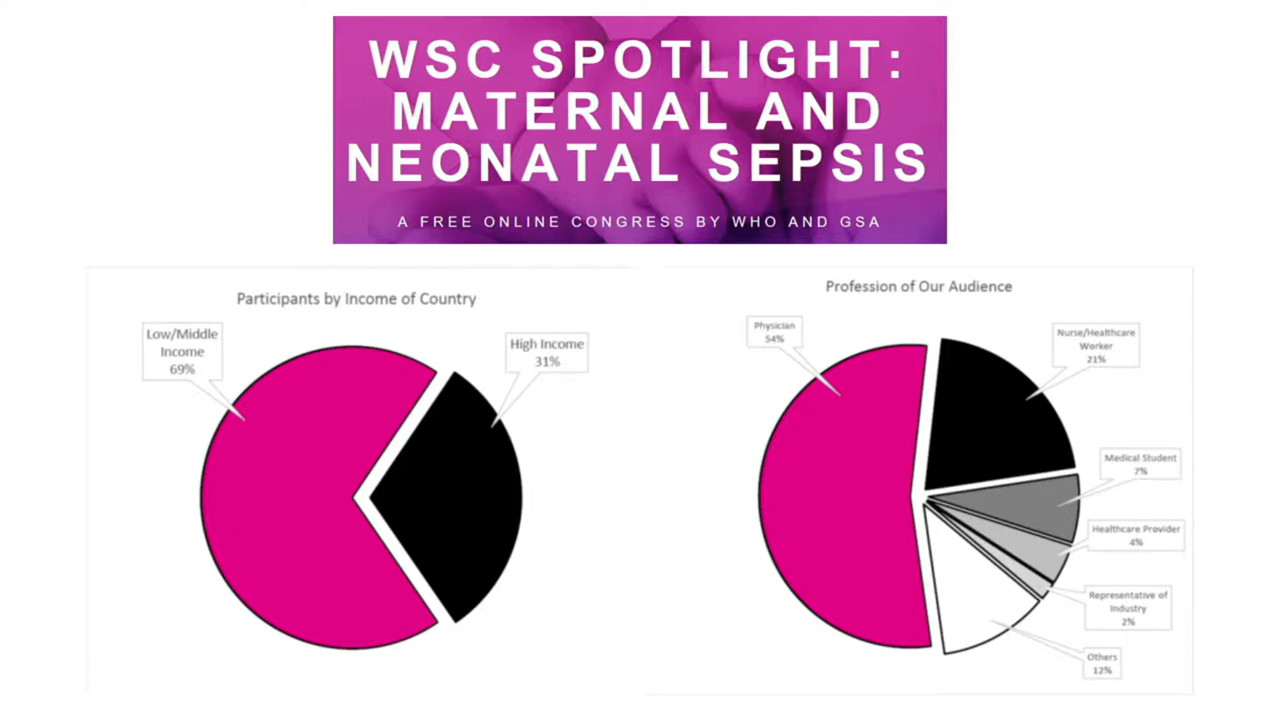 WSC SPOTLIGHT:
MATERNAL AND
NEONATAL SEPSIS
A FREE ONLINE CONGRESS BY WHO AND GSA
Participants by Income of Country
Low/Middle
Income
69%
High Income
31%
Profession of Our Audience
Physician
54%
Nurse/Healthcare
Worker
21%
Medical Student
7%
Healthcare Provider
4%
Representative of
Industry
2%
Others
12%